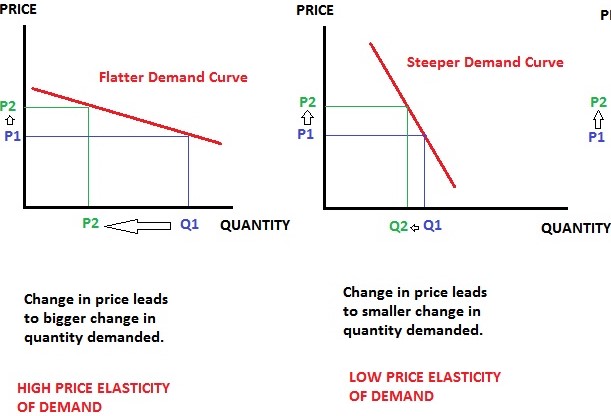 PRICE
Flatter Demand Curve
P2
P1
P2
Q1
QUANTITY
Change in price leads
to bigger change in
quantity demanded.
HIGH PRICE ELASTICITY
OF DEMAND
PRICE
Steeper Demand Curve
P2
P1
Q2
Q1
QUANTITY
Change in price leads
to smaller change in
quantity demanded.
LOW PRICE ELASTICITY
OF DEMAND
P2
P1